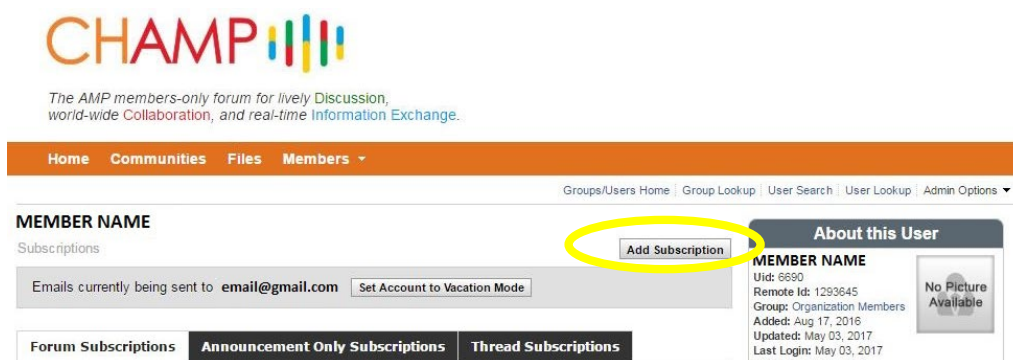 CHAMP
The AMP members-only forum for lively Discussion,
world-wide Collaboration, and real-time Information Exchange.
Home Communities Files Members
Groups/Users Home Group Lookup User Search User Lookup Admin Options
MEMBER NAME
Subscriptions
Add Subscription
Emails currently being sent to email@gmail.com Set Account to Vacation Mode
Forum Subscriptions Announcement Only Subscriptions Thread Subscriptions
About this User
MEMBER NAME
Uid: 6690
Remote Id: 1293645
Group: Organization Members
Added: Aug 17, 2016
Updated: May 03, 2017
Last Login: May 03, 2017
No Picture
Available